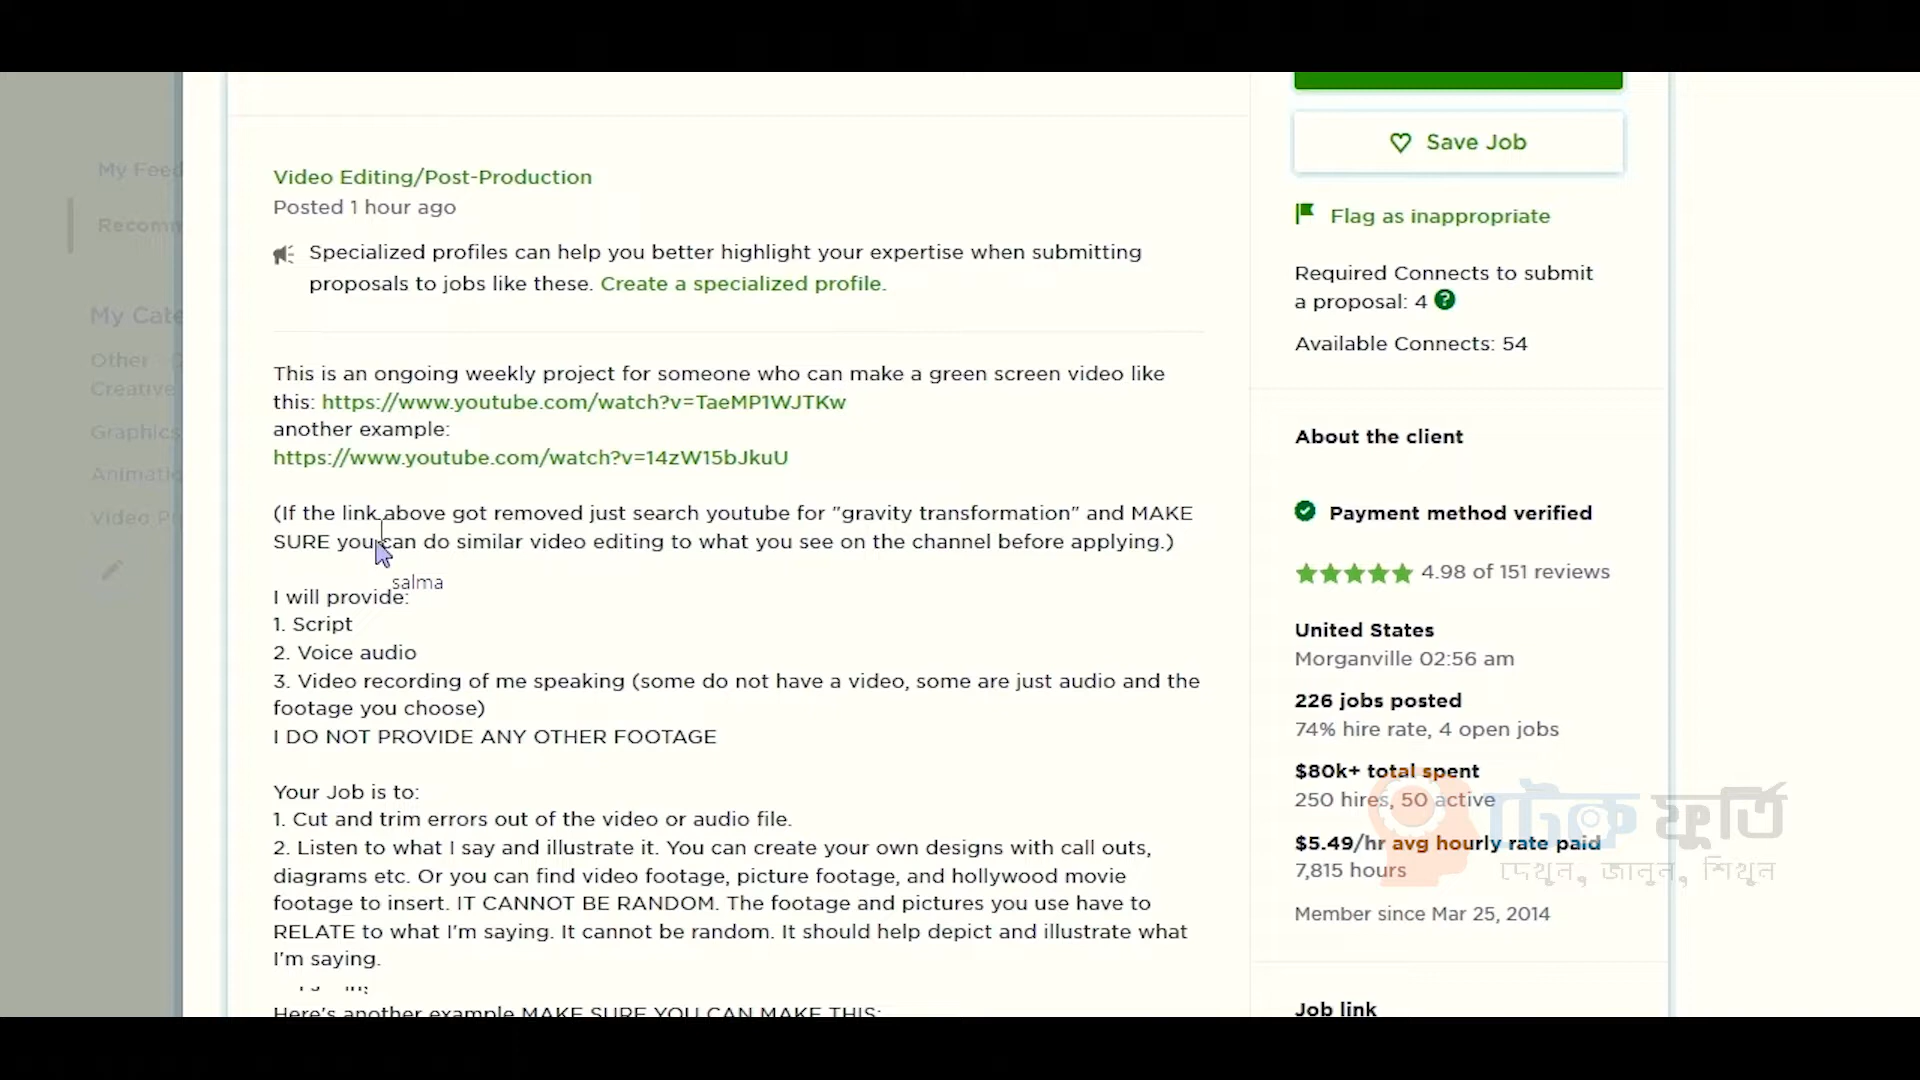 My Feed
Recomm
My Cate
Other
Creative
Graphics
Animatio
Video P
Video Editing/Post-Production
Posted 1 hour ago
Specialized profiles can help you better highlight your expertise when submitting
proposals to jobs like these. Create a specialized profile.
This is an ongoing weekly project for someone who can make a green screen video like
this: https://www.youtube.com/watch?v=TaeMP1WJTKw
another example:
https://www.youtube.com/watch?v=14zW15bJkuU
(If the link above got removed just search youtube for "gravity transformation" and MAKE
SURE you can do similar video editing to what you see on the channel before applying.)
salma
I will provide:
1. Script
2. Voice audio
3. Video recording of me speaking (some do not have a video, some are just audio and the
footage you choose)
I DO NOT PROVIDE ANY OTHER FOOTAGE
Your Job is to:
1. Cut and trim errors out of the video or audio file.
2. Listen to what I say and illustrate it. You can create your own designs with call outs,
diagrams etc. Or you can find video footage, picture footage, and hollywood movie
footage to insert. IT CANNOT BE RANDOM. The footage and pictures you use have to
RELATE to what I'm saying. It cannot be random. It should help depict and illustrate what
I'm saying.
Here's another example MAKE SURE YOU CAN MAKE THIS:
Save Job
Flag as inappropriate
Required Connects to submit
a proposal: 4
Available Connects: 54
About the client
Payment method verified
4.98 of 151 reviews
United States
Morganville 02:56 am
226 jobs posted
74% hire rate, 4 open jobs
$80k+ total spent
250 hires, 50 active
$5.49/hr avg hourly rate paid
7,815 hours
Member since Mar 25, 2014
Job link
টেক ফুর্তি
দেখুন, জানুন, শিখুন